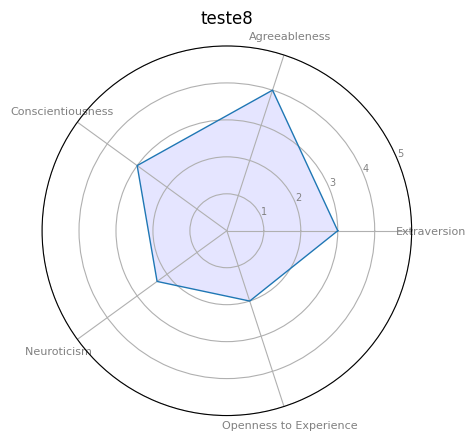 teste8
Agreeableness
Conscientiousness
5
4
3
2
1
Extraversion
Neuroticism
Openness to Experience